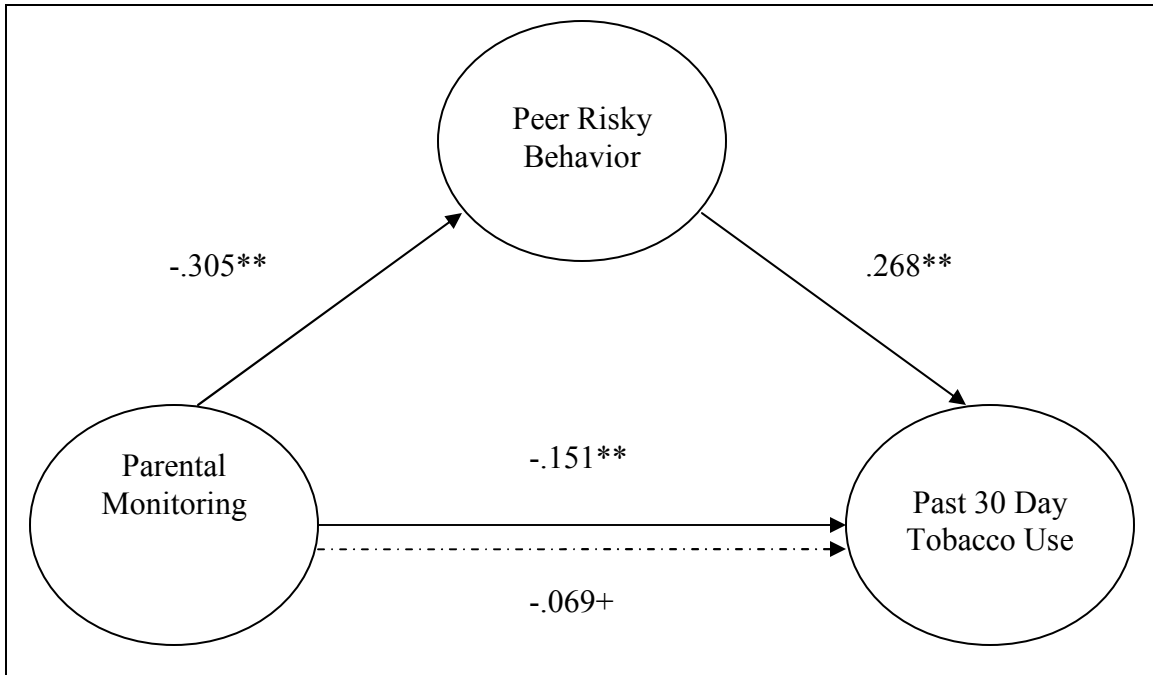 Peer Risky
Behavior
-.305**
.268**
Parental
Monitoring
-.151**
Past 30 Day
Tobacco Use
-.069+